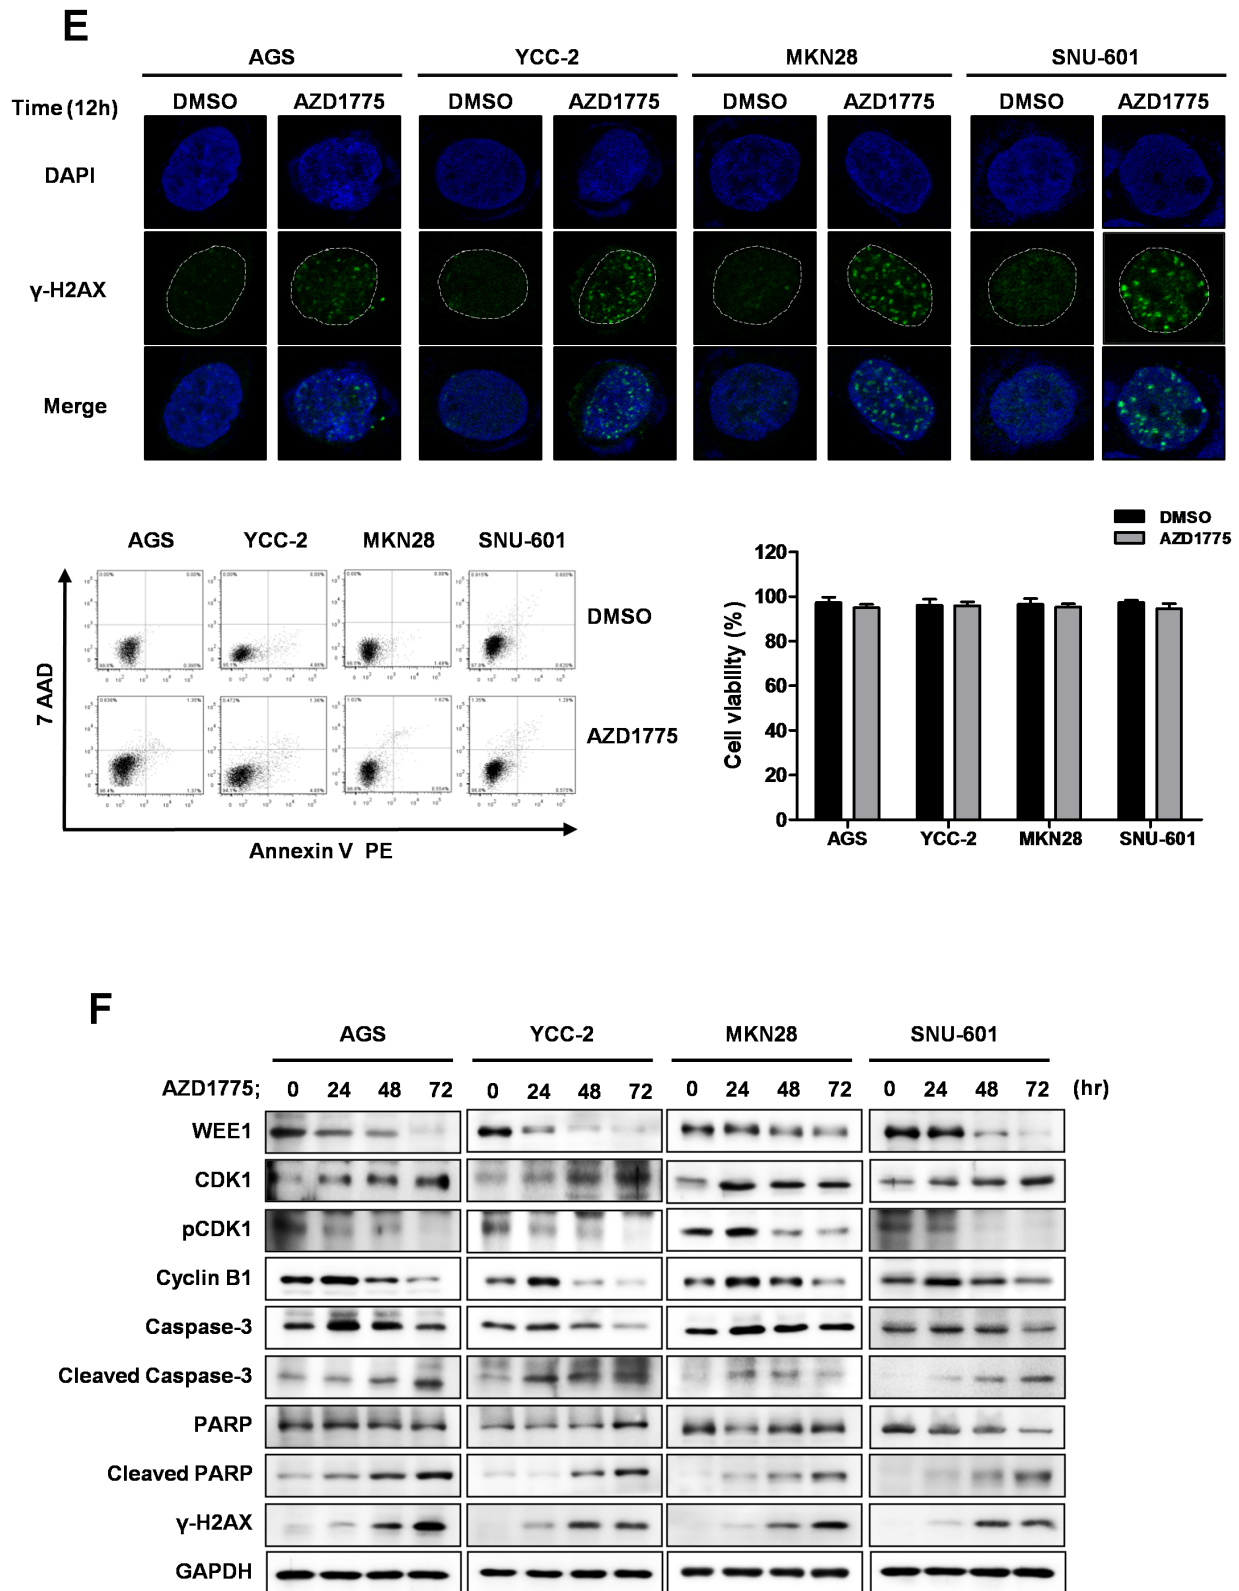 E
AGS YCC-2 MKN28 SNU-601
Time (12h) DMSO AZD1775 DMSO AZD1775 DMSO AZD1775 DMSO AZD1775
DAPI
γ-H2AX
Merge
AGS YCC-2 MKN28 SNU-601
DMSO
AZD1775
7 AAD
Annexin V PE
DMSO
AZD1775
Cell viability (%)
120
100
80
60
40
20
0
AGS YCC-2 MKN28 SNU-601
F
AGS YCC-2 MKN28 SNU-601
AZD1775; 0 24 48 72 0 24 48 72 0 24 48 72 0 24 48 72 (hr)
WEE1
CDK1
pCDK1
Cyclin B1
Caspase-3
Cleaved Caspase-3
PARP
Cleaved PARP
γ-H2AX
GAPDH